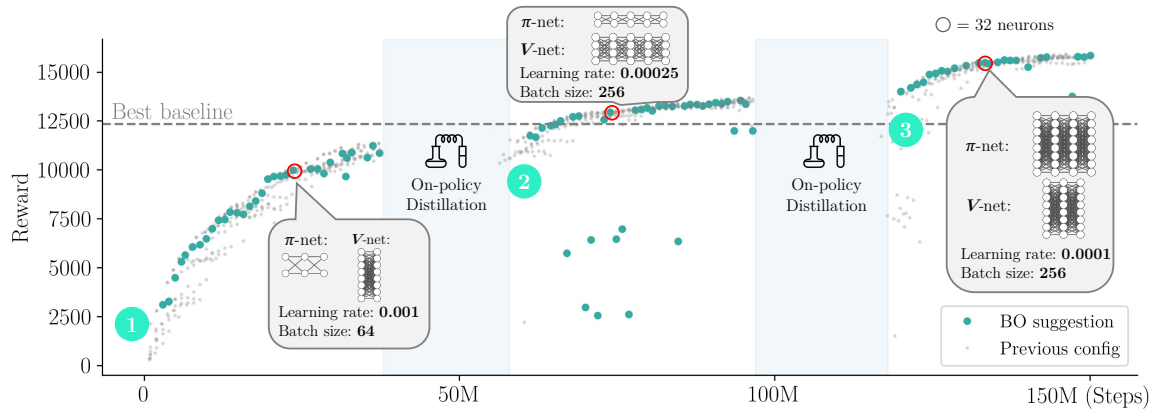 π-net:
V-net:
Learning rate: 0.00025
Batch size: 256
= 32 neurons
15000
12500
10000
7500
5000
2500
0
Reward
Best baseline
On-policy
Distillation
On-policy
Distillation
1
2
3
π-net:
V-net:
Learning rate: 0.001
Batch size: 64
π-net:
V-net:
Learning rate: 0.0001
Batch size: 256
BO suggestion
Previous config
0
50M
100M
150M (Steps)